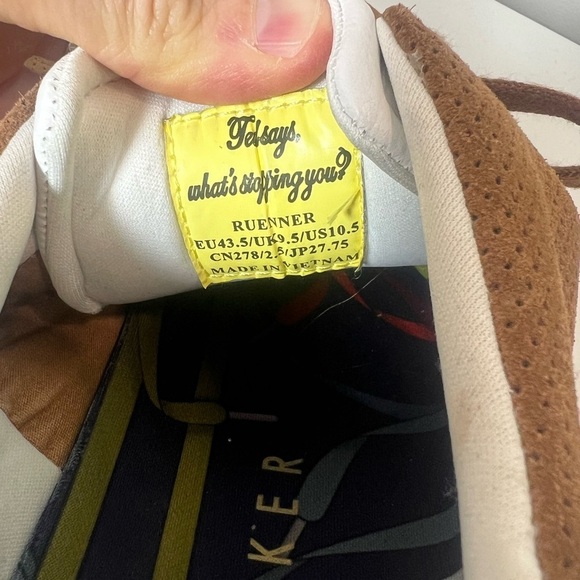 Ted says,
what's stopping you?
RUENNER
EU43.5/UK9.5/US10.5
CN278/2.5/JP27.75
MADE IN VIETNAM
KER